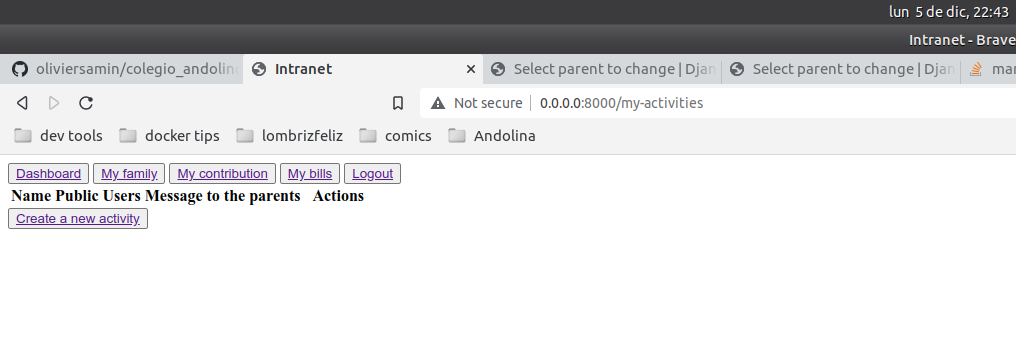 lun 5 de dic, 22:43
Intranet - Brave
oliviersamin/colegio_andolin
Intranet
Select parent to change | Djan
Select parent to change | Djan
mar
Not secure 0.0.0.0:8000/my-activities
dev tools docker tips lombrizfeliz comics Andolina
Dashboard My family My contribution My bills Logout
Name Public Users Message to the parents Actions
Create a new activity